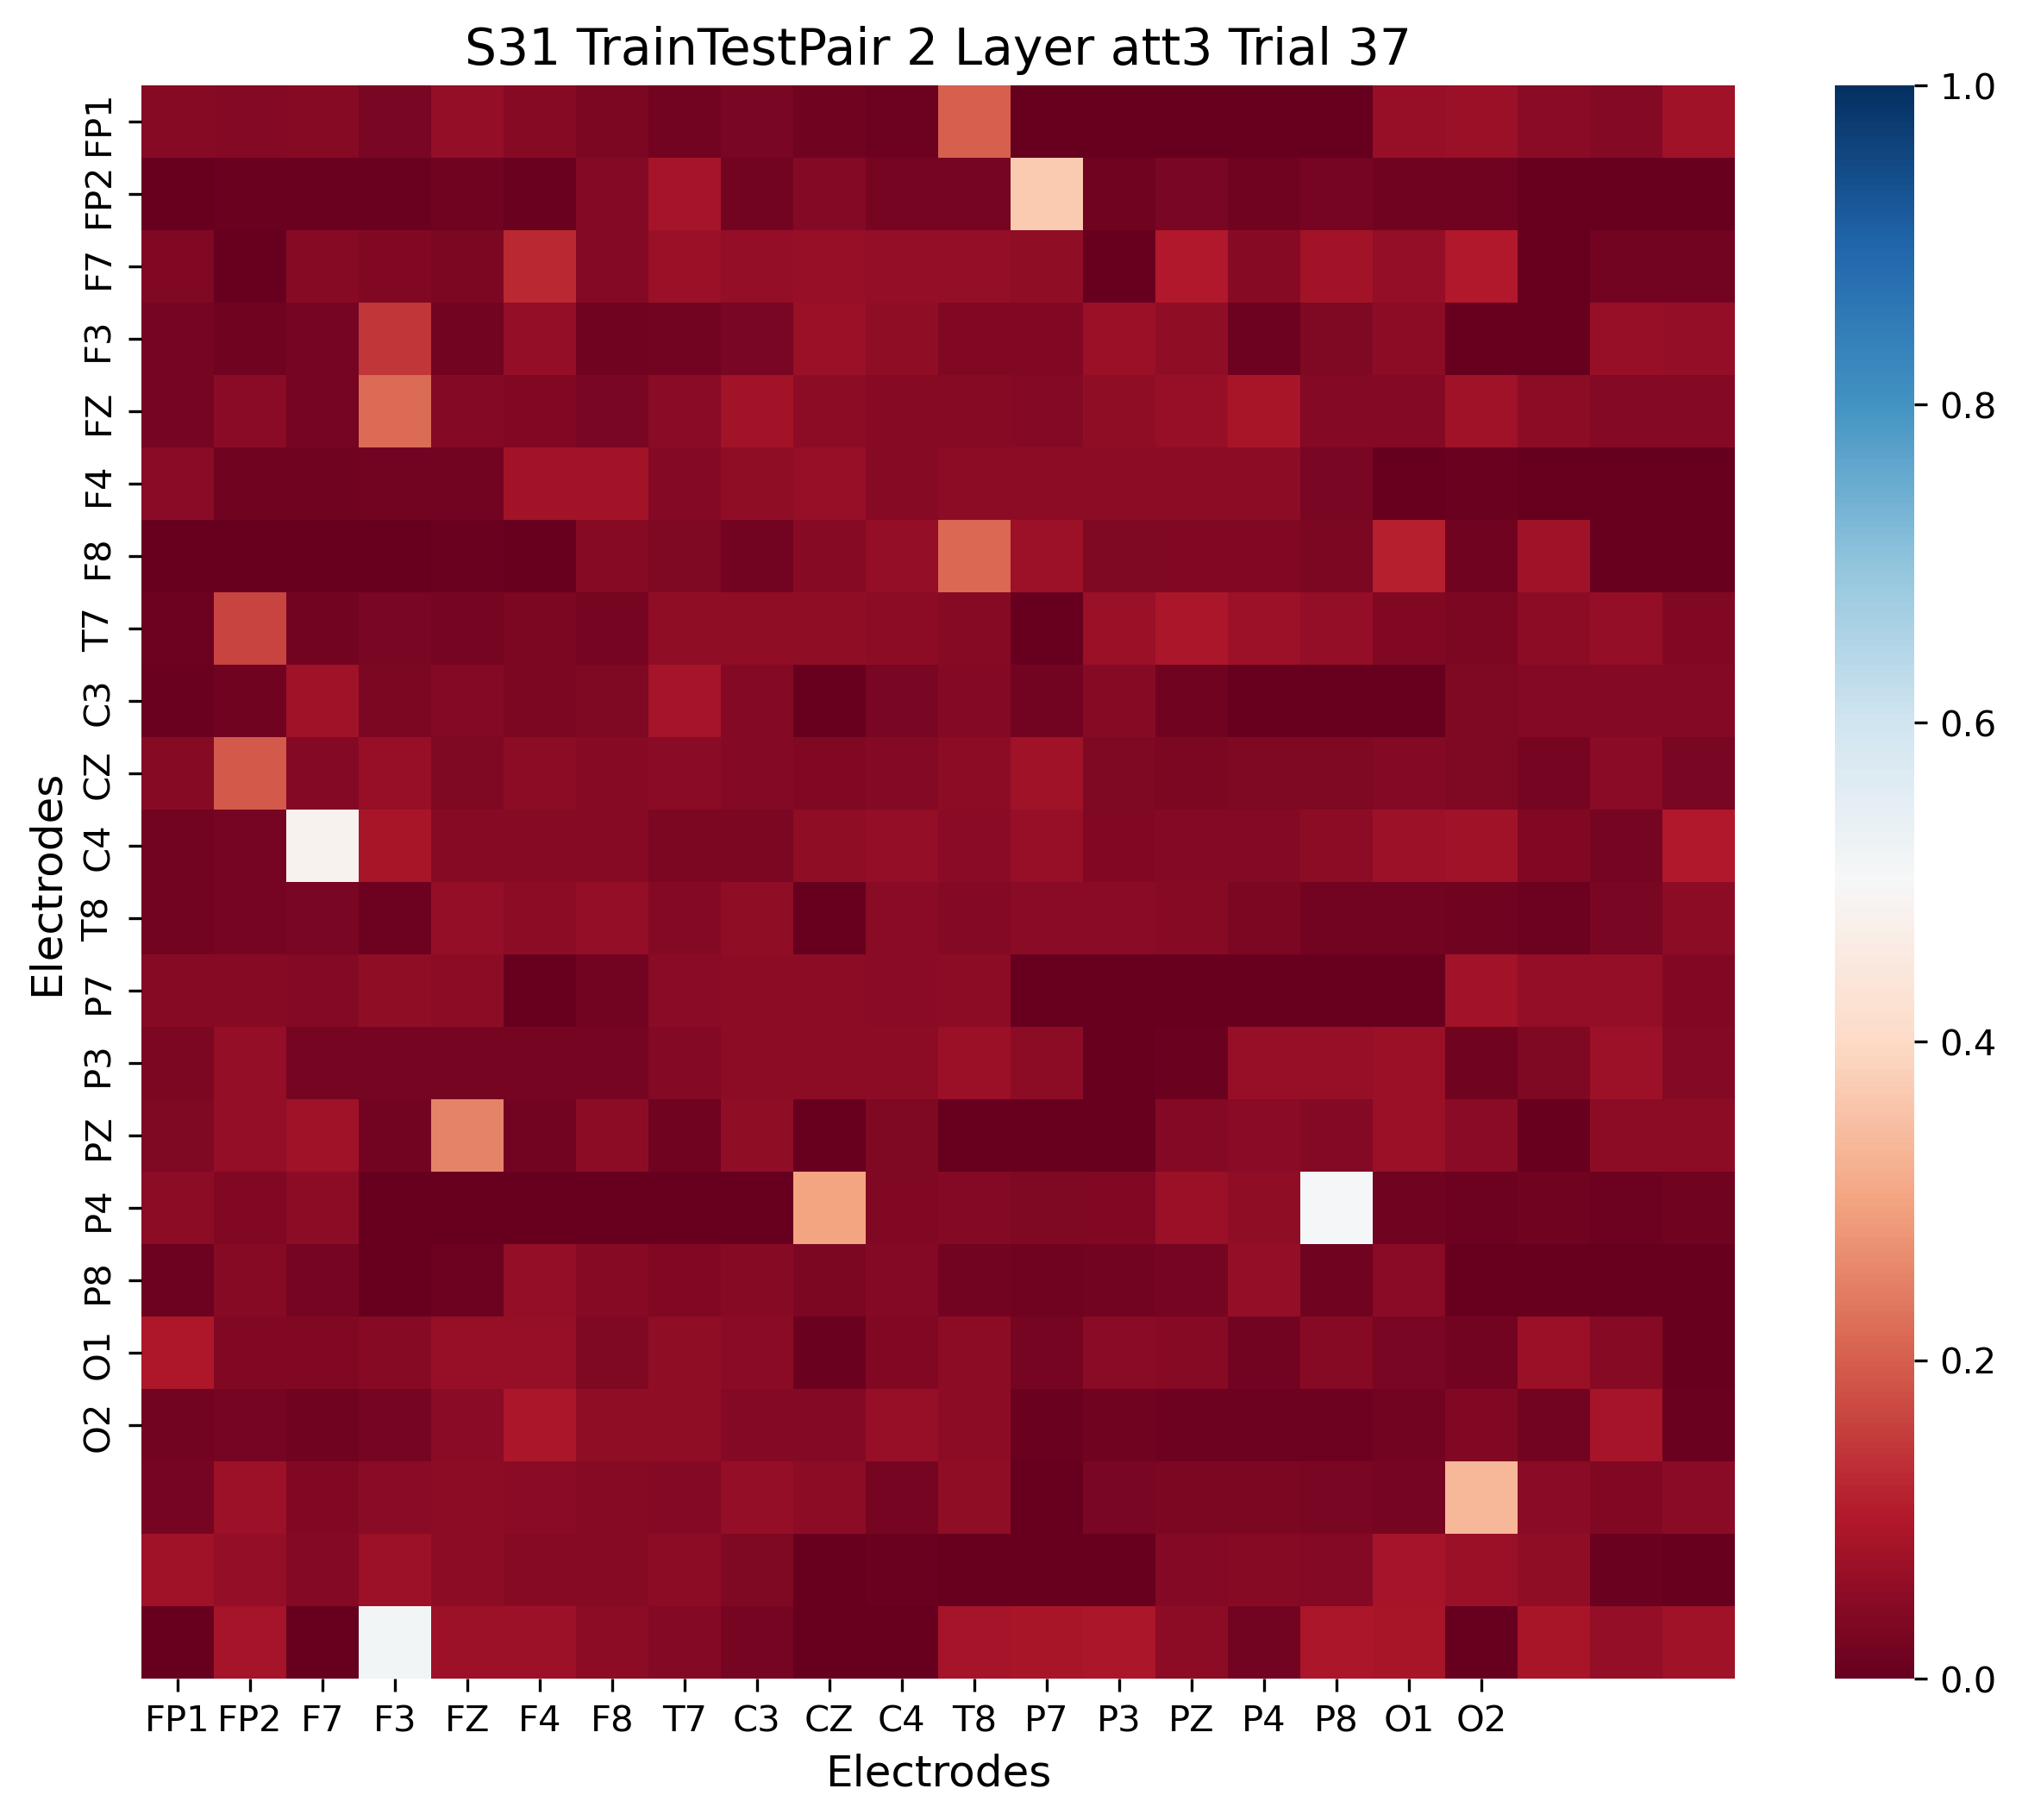 S31 TrainTestPair 2 Layer att3 Trial 37
Electrodes
FP1
FP2
F7
F3
FZ
F4
F8
T7
C3
CZ
C4
T8
P7
P3
PZ
P4
P8
O1
O2
FP1 FP2 F7 F3 FZ F4 F8 T7 C3 CZ C4 T8 P7 P3 PZ P4 P8 O1 O2
Electrodes
1.0
0.8
0.6
0.4
0.2
0.0